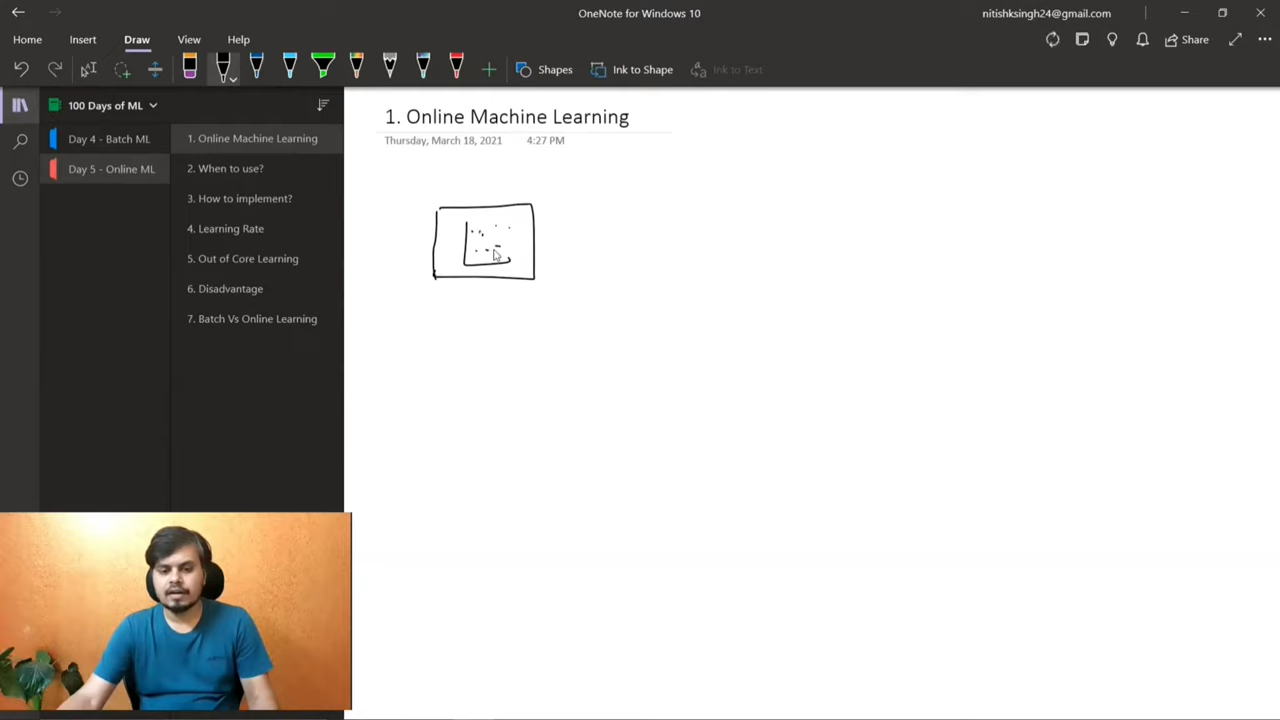 OneNote for Windows 10
nitishksingh24@gmail.com
Home Insert Draw View Help
Share
Shapes Ink to Shape Ink to Text
100 Days of ML
Day 4 - Batch ML
Day 5 - Online ML
1. Online Machine Learning
2. When to use?
3. How to implement?
4. Learning Rate
5. Out of Core Learning
6. Disadvantage
7. Batch Vs Online Learning
1. Online Machine Learning
Thursday, March 18, 2021 4:27 PM